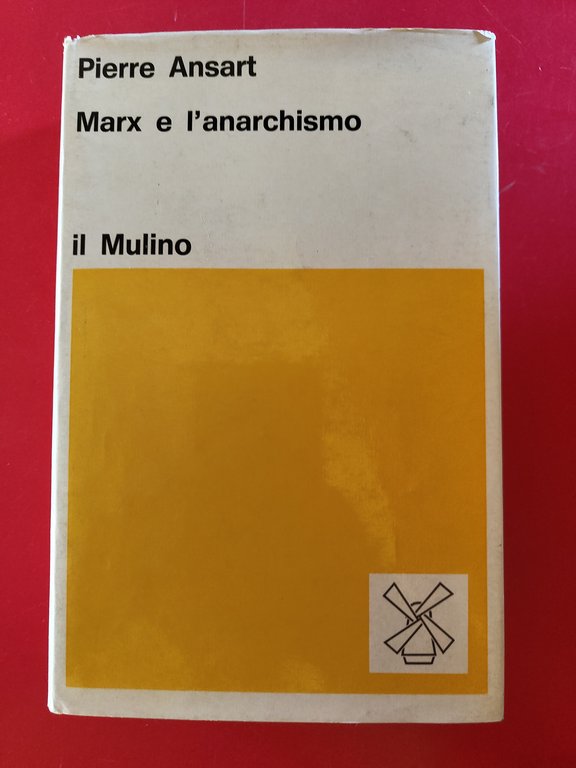 Pierre Ansart
Marx e l'anarchismo
il Mulino